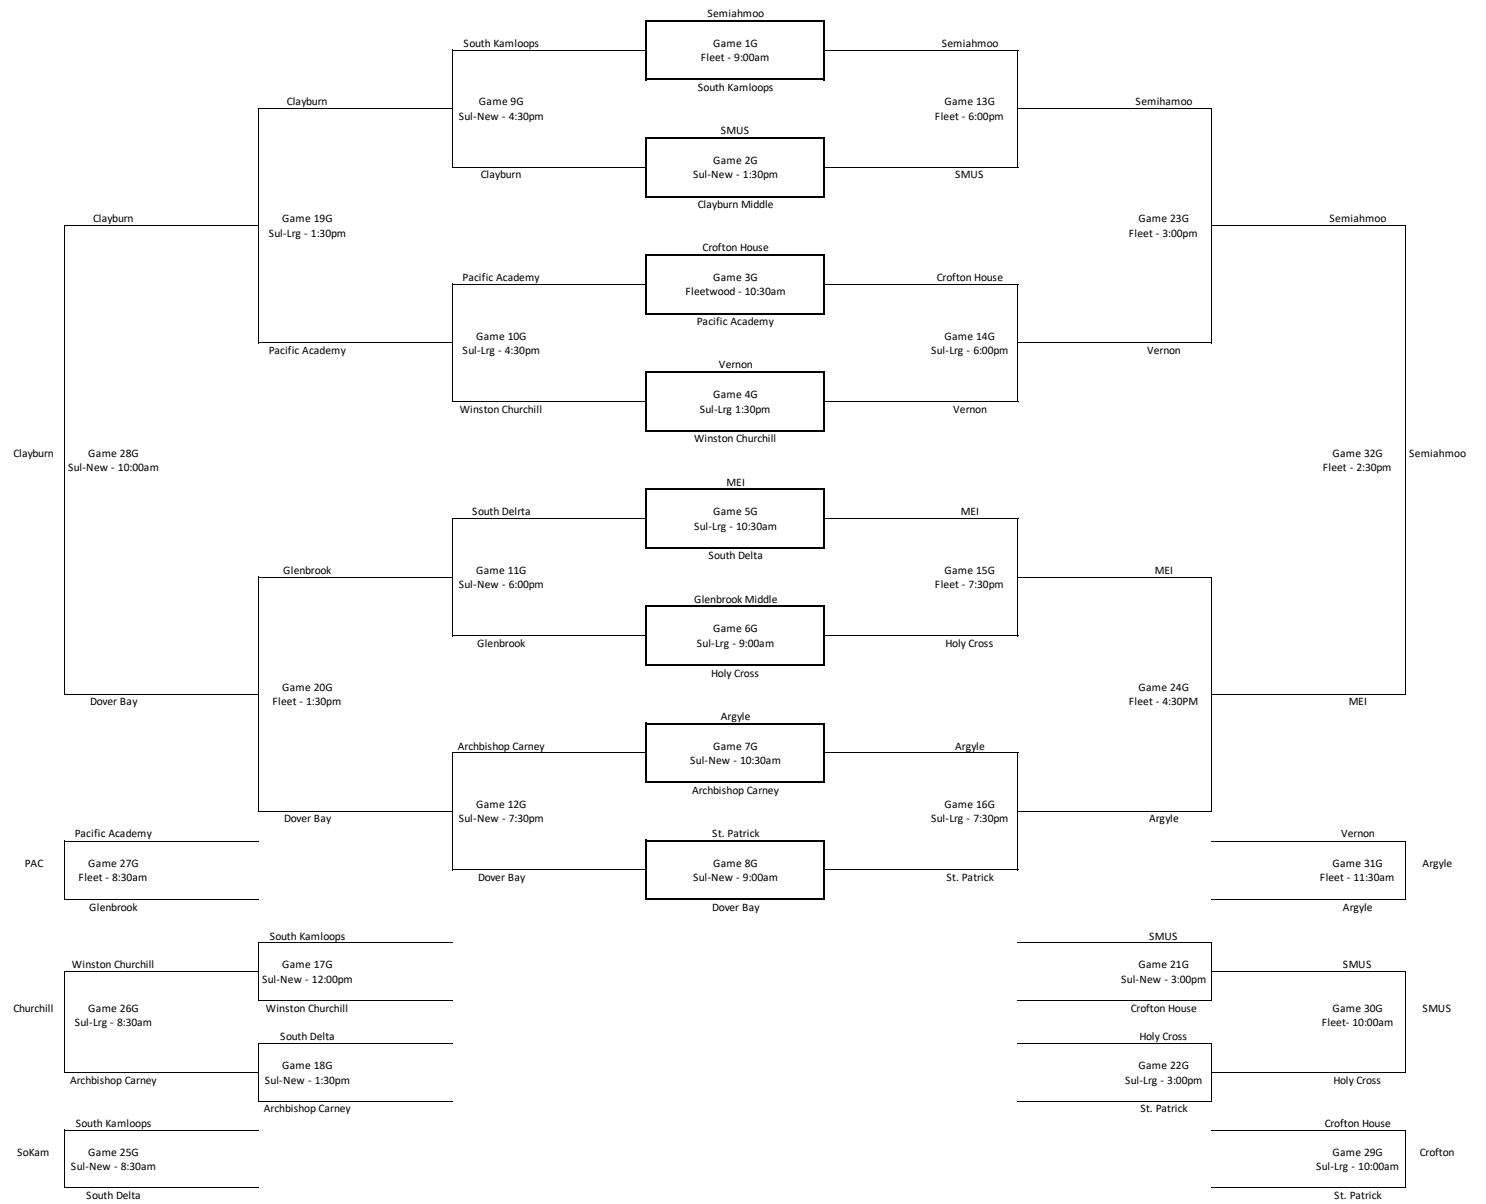 Semiahmoo
South Kamloops
Game 1G
Fleet - 9:00am
Semiahmoo
South Kamloops
Clayburn
Game 9G
Sul-New - 4:30pm
Game 13G
Fleet - 6:00pm
Semihamoo
SMUS
Clayburn
Game 2G
Sul-New - 1:30pm
SMUS
Clayburn Middle
Clayburn
Game 19G
Sul-Lrg - 1:30pm
Game 23G
Fleet - 3:00pm
Semiahmoo
Crofton House
Pacific Academy
Game 3G
Fleetwood - 10:30am
Crofton House
Pacific Academy
Pacific Academy
Game 10G
Sul-Lrg - 4:30pm
Game 14G
Sul-Lrg - 6:00pm
Vernon
Vernon
Winston Churchill
Game 4G
Sul-Lrg 1:30pm
Vernon
Winston Churchill
Clayburn
Game 28G
Sul-New - 10:00am
Game 32G
Fleet - 2:30pm
Semiahmoo
MEI
South Delrta
Game 5G
Sul-Lrg - 10:30am
MEI
South Delta
Glenbrook
Game 11G
Sul-New - 6:00pm
Game 15G
Fleet - 7:30pm
MEI
Glenbrook Middle
Glenbrook
Game 6G
Sul-Lrg - 9:00am
Holy Cross
Holy Cross
Dover Bay
Game 20G
Fleet - 1:30pm
Game 24G
Fleet - 4:30PM
MEI
Argyle
Archbishop Carney
Game 7G
Sul-New - 10:30am
Argyle
Archbishop Carney
Dover Bay
Game 12G
Sul-New - 7:30pm
Game 16G
Sul-Lrg - 7:30pm
Argyle
St. Patrick
Dover Bay
Game 8G
Sul-New - 9:00am
St. Patrick
Dover Bay
Pacific Academy
PAC
Game 27G
Fleet - 8:30am
Glenbrook
Vernon
Game 31G
Fleet - 11:30am
Argyle
Argyle
South Kamloops
Winston Churchill
Game 17G
Sul-New - 12:00pm
Winston Churchill
Churchill
Game 26G
Sul-Lrg - 8:30am
South Delta
Game 18G
Sul-New - 1:30pm
Archbishop Carney
Archbishop Carney
SMUS
Game 21G
Sul-New - 3:00pm
SMUS
Crofton House
Game 30G
Fleet- 10:00am
SMUS
Holy Cross
Game 22G
Sul-Lrg - 3:00pm
Holy Cross
St. Patrick
South Kamloops
SoKam
Game 25G
Sul-New - 8:30am
South Delta
Crofton House
Game 29G
Sul-Lrg - 10:00am
Crofton
St. Patrick